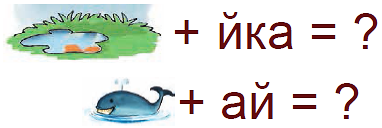 + йка = ?
+ ай = ?